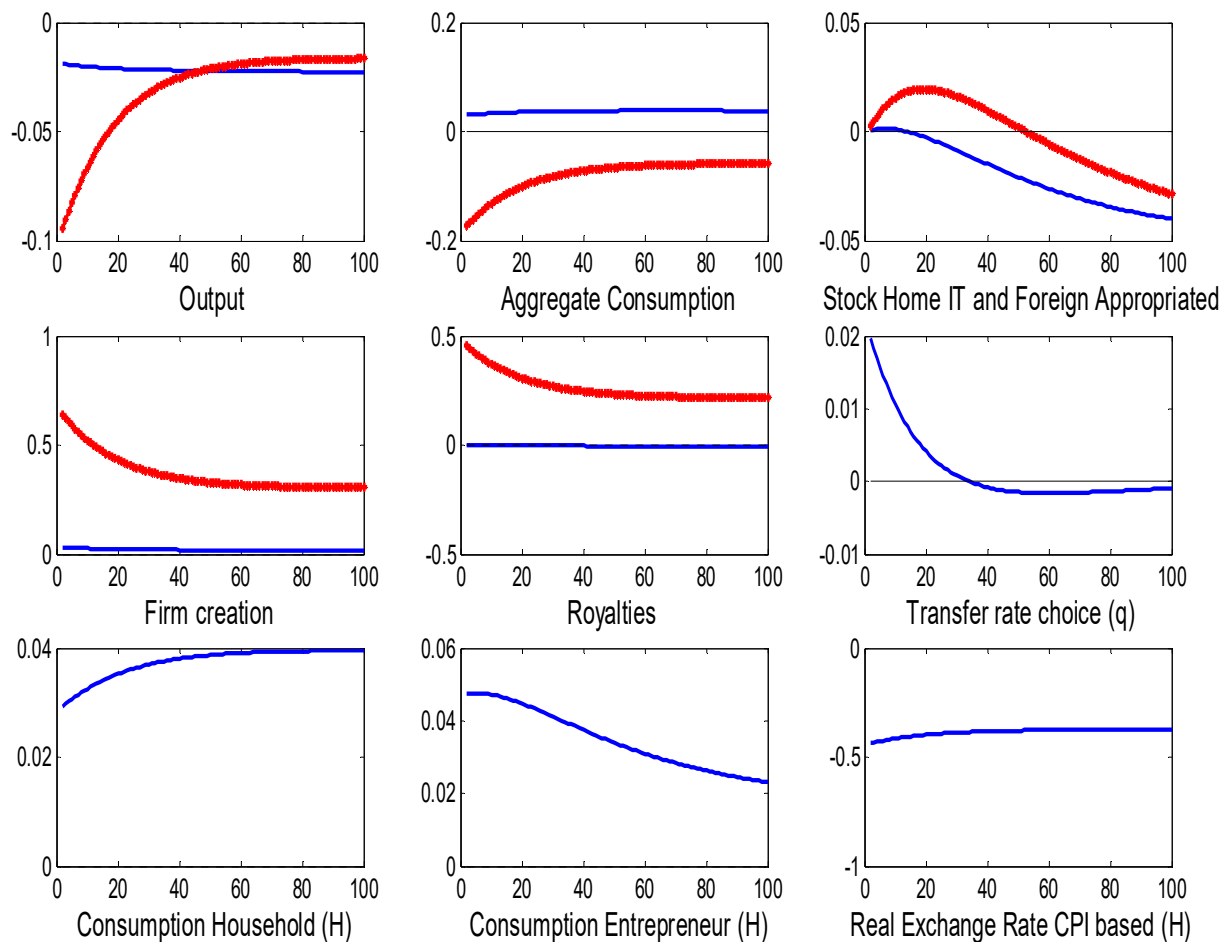 0
-0.05
-0.1
0 20 40 60 80 100
Output
0.2
0
-0.2
0 20 40 60 80 100
Aggregate Consumption
0.05
0
-0.05
0 20 40 60 80 100
Stock Home IT and Foreign Appropriated
1
0.5
0
0 20 40 60 80 100
Firm creation
0.5
0
-0.5
0 20 40 60 80 100
Royalties
0.02
0.01
0
-0.01
0 20 40 60 80 100
Transfer rate choice (q)
0.04
0.02
0
0 20 40 60 80 100
Consumption Household (H)
0.06
0.04
0.02
0
0 20 40 60 80 100
Consumption Entrepreneur (H)
0
-0.5
-1
0 20 40 60 80 100
Real Exchange Rate CPI based (H)